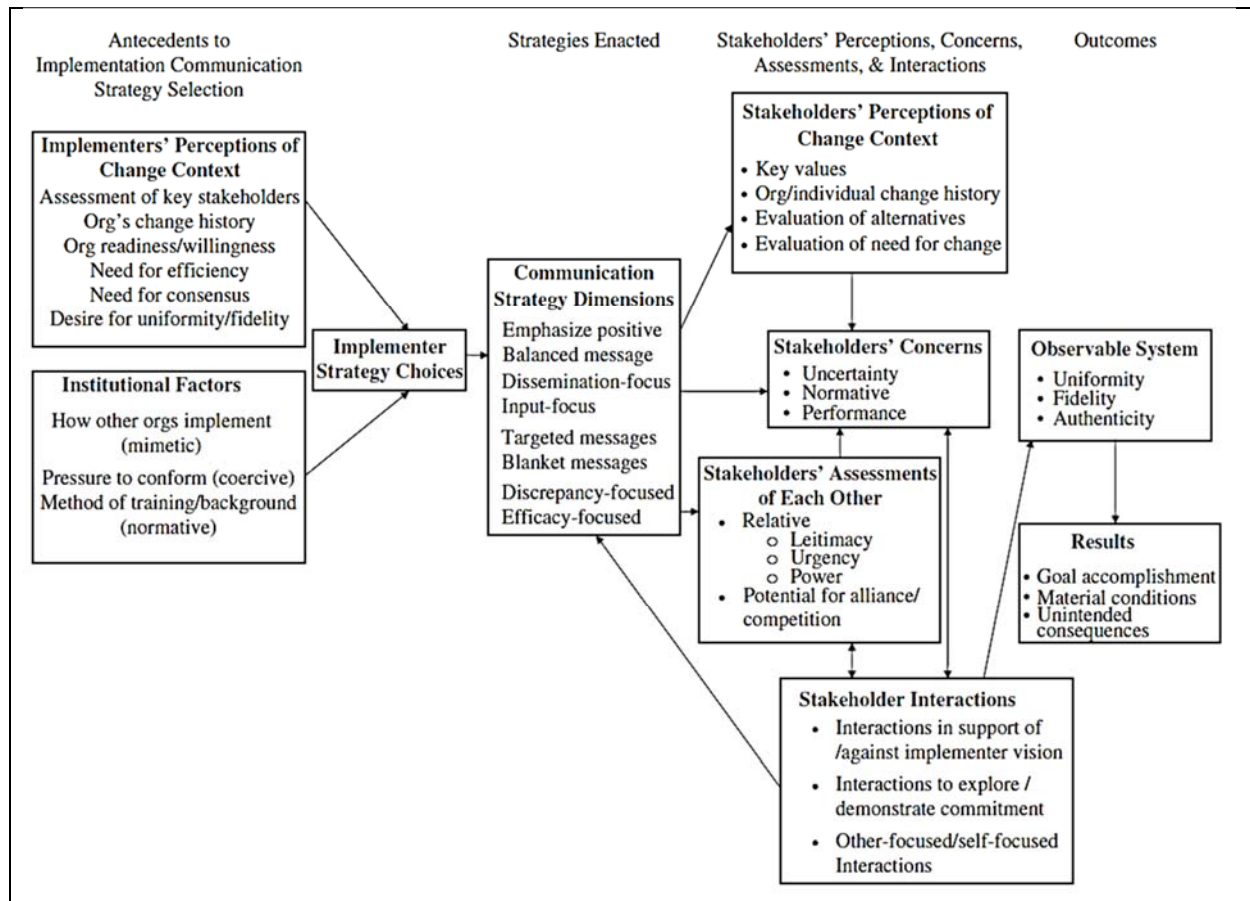 Antecedents to
Implementation Communication
Strategy Selection
Strategies Enacted
Stakeholders' Perceptions, Concerns,
Assessments, & Interactions
Outcomes
Implementers' Perceptions of
Change Context
Assessment of key stakeholders
Org's change history
Org readiness/willingness
Need for efficiency
Need for consensus
Desire for uniformity/fidelity
Institutional Factors
How other orgs implement
(mimetic)
Pressure to conform (coercive)
Method of training/background
(normative)
Implementer
Strategy Choices
Communication
Strategy Dimensions
Emphasize positive
Balanced message
Dissemination-focus
Input-focus
Targeted messages
Blanket messages
Discrepancy-focused
Efficacy-focused
Stakeholders' Perceptions of
Change Context
• Key values
• Org/individual change history
• Evaluation of alternatives
• Evaluation of need for change
Stakeholders' Concerns
• Uncertainty
• Normative
• Performance
Stakeholders' Assessments
of Each Other
• Relative
o Leitimacy
o Urgency
o Power
• Potential for alliance/
competition
Stakeholder Interactions
• Interactions in support of
/against implementer vision
• Interactions to explore /
demonstrate commitment
• Other-focused/self-focused
Interactions
Observable System
• Uniformity
• Fidelity
• Authenticity
Results
• Goal accomplishment
• Material conditions
• Unintended
consequences